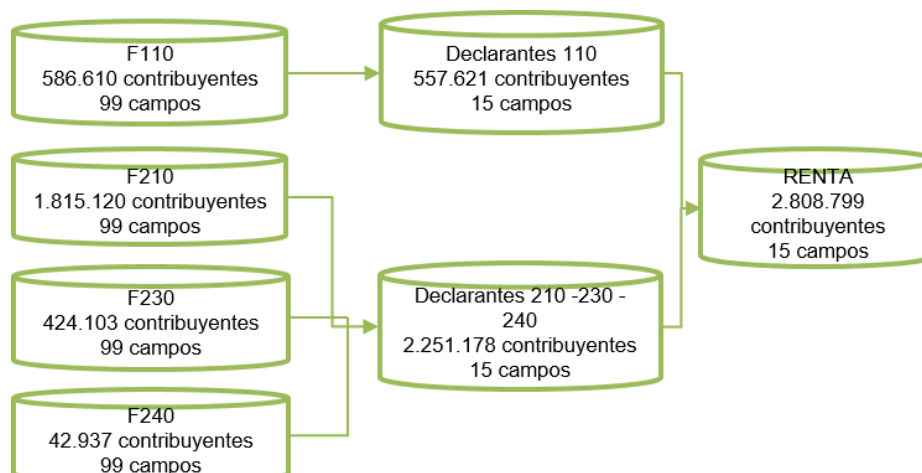 F110
586.610 contribuyentes
99 campos
Declarantes 110
557.621 contribuyentes
15 campos
F210
1.815.120 contribuyentes
99 campos
RENTA
2.808.799
contribuyentes
15 campos
F230
424.103 contribuyentes
99 campos
Declarantes 210 -230 -
240
2.251.178 contribuyentes
15 campos
F240
42.937 contribuyentes
99 campos